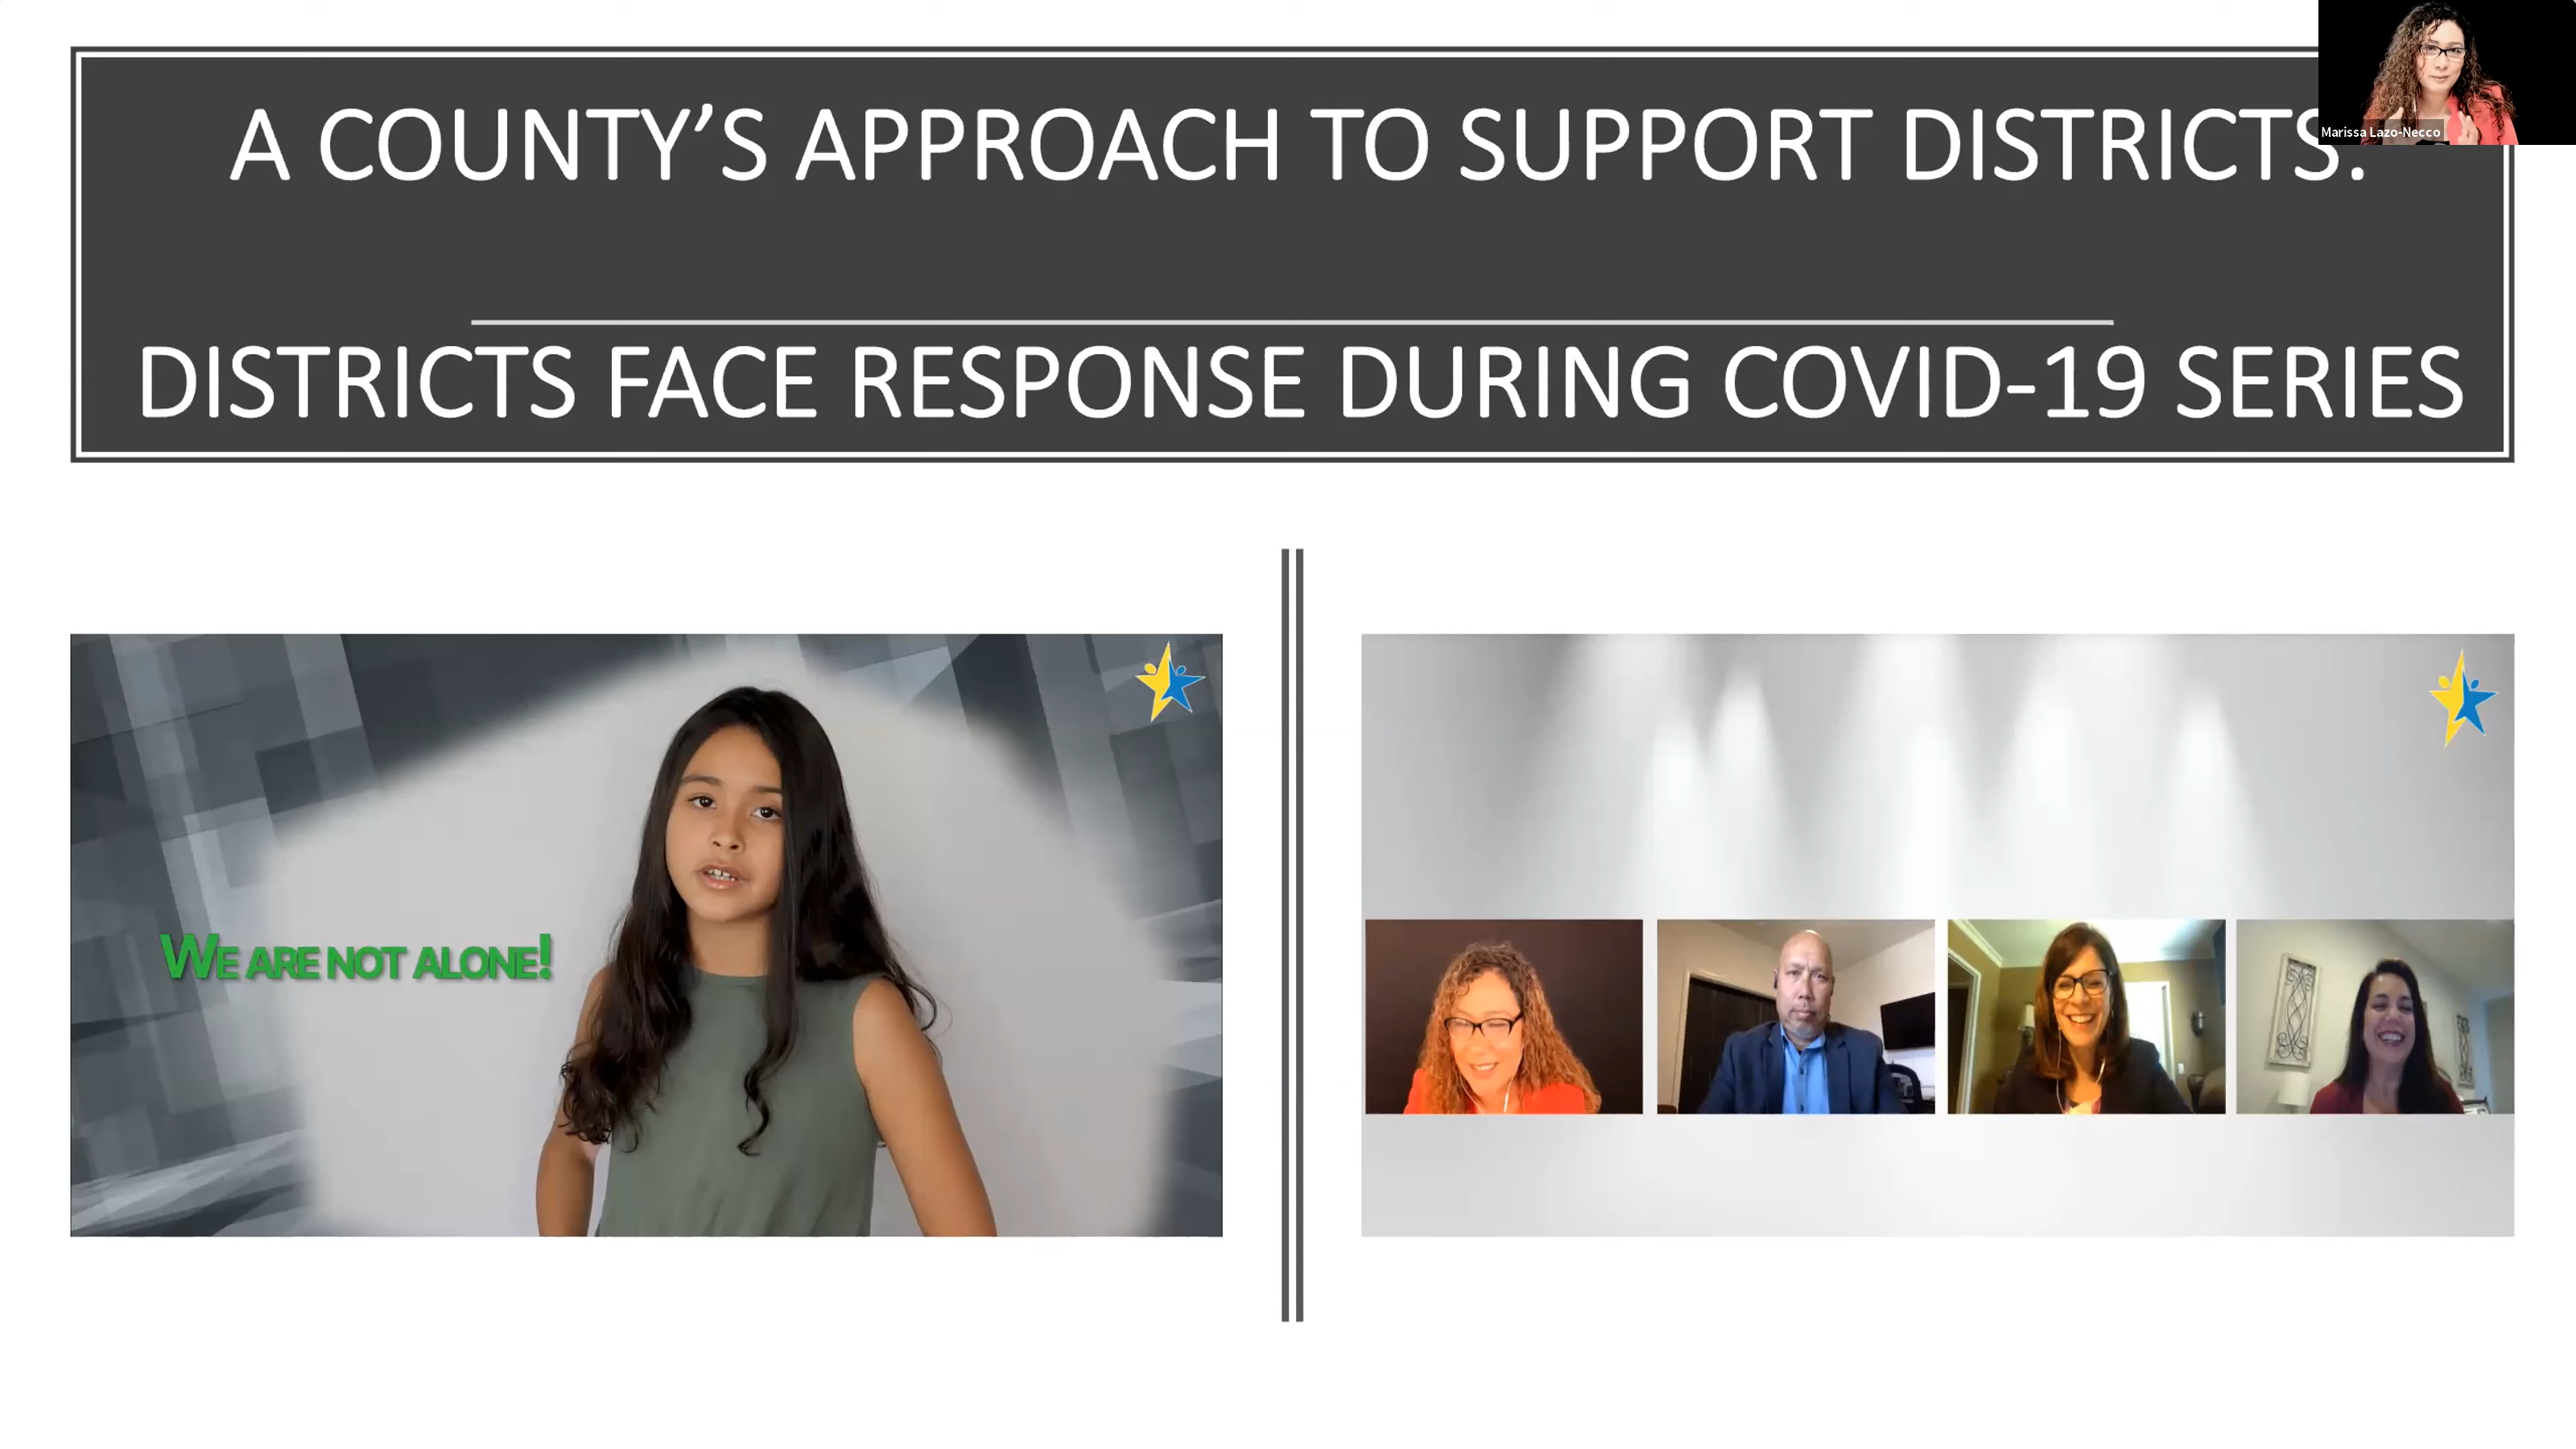 A COUNTY’S APPROACH TO SUPPORT DISTRICTS.
Marissa Lazo-Necco
DISTRICTS FACE RESPONSE DURING COVID-19 SERIES
WE ARE NOT ALONE!